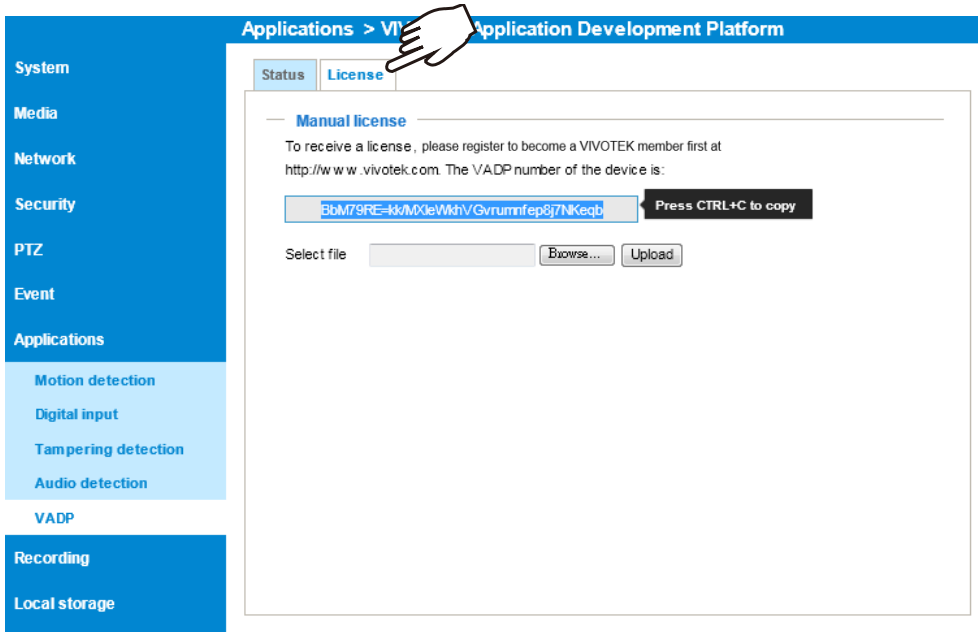 Applications > Application Development Platform
System
Media
Network
Security
PTZ
Event
Applications
Motion detection
Digital input
Tampering detection
Audio detection
VADP
Recording
Local storage
Status License
Manual license
To receive a license, please register to become a VIVOTEK member first at
http://www.vivotek.com. The VADP number of the device is:
BbM79RE=kk/MXleWkhVGvrumnfep8j7NKeqb Press CTRL+C to copy
Select file Browse... Upload